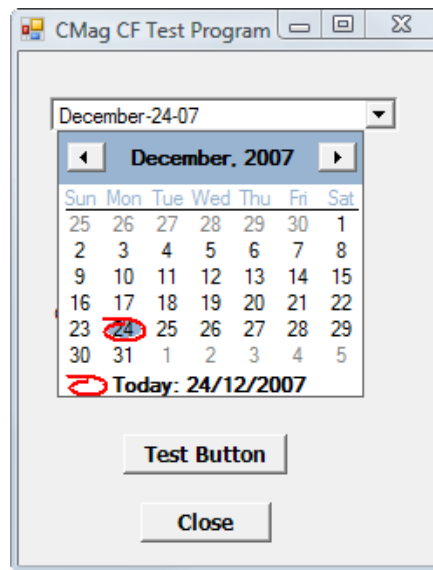 CMag CF Test Program
December-24-07
December, 2007
Sun Mon Tue Wed Thu Fri Sat
25 26 27 28 29 30 1
2 3 4 5 6 7 8
9 10 11 12 13 14 15
16 17 18 19 20 21 22
23 24 25 26 27 28 29
30 31 1 2 3 4 5
Today: 24/12/2007
Test Button
Close